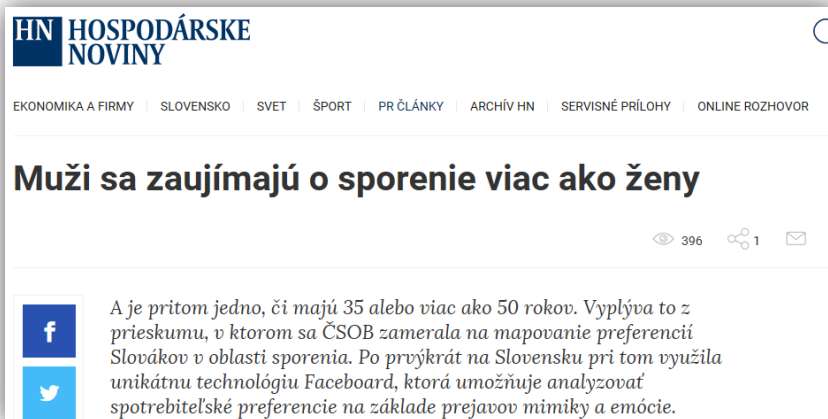 HN HOSPODÁRSKE
NOVINY
EKONOMIKA A FIRMY SLOVENSKO SVET ŠPORT PR ČLÁNKY ARCHÍV HN SERVISNÉ PRÍLOHY ONLINE ROZHOVOR
Muži sa zaujímajú o sporenie viac ako ženy
396 1
A je pritom jedno, či majú 35 alebo viac ako 50 rokov. Vyplýva to z
prieskumu, v ktorom sa ČSOB zamerala na mapovanie preferencií
Slovákov v oblasti sporenia. Po prvýkrát na Slovensku pri tom využila
unikátnu technológiu Faceboard, ktorá umožňuje analyzovať
spotrebiteľské preferencie na základe prejavov mimiky a emócie.